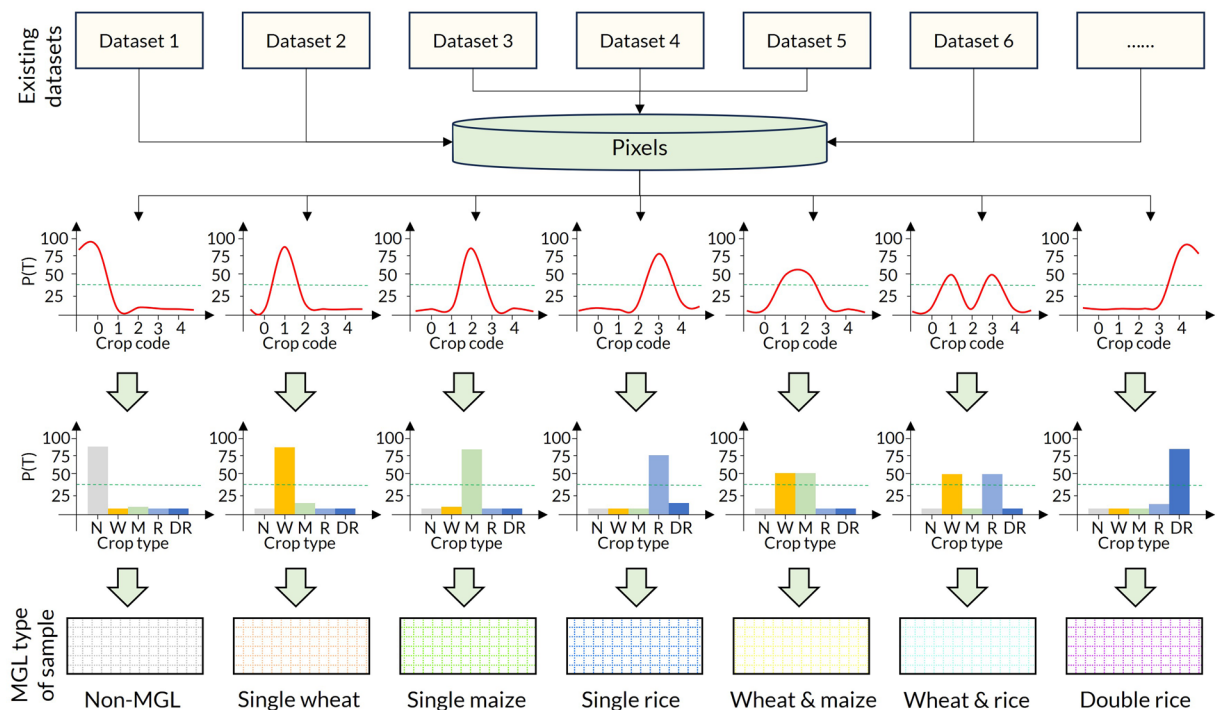 Existing
datasets
Dataset 1
Dataset 2
Dataset 3
Dataset 4
Dataset 5
Dataset 6
......
Pixels
P(T)
100
75
50
25
0 1 2 3 4
Crop code
100
75
50
25
0 1 2 3 4
Crop code
100
75
50
25
0 1 2 3 4
Crop code
100
75
50
25
0 1 2 3 4
Crop code
100
75
50
25
0 1 2 3 4
Crop code
100
75
50
25
0 1 2 3 4
Crop code
100
75
50
25
0 1 2 3 4
Crop code
P(T)
100
75
50
25
N W M R DR
Crop type
100
75
50
25
N W M R DR
Crop type
100
75
50
25
N W M R DR
Crop type
100
75
50
25
N W M R DR
Crop type
100
75
50
25
N W M R DR
Crop type
100
75
50
25
N W M R DR
Crop type
100
75
50
25
N W M R DR
Crop type
MGL type
of sample
Non-MGL
Single wheat
Single maize
Single rice
Wheat & maize
Wheat & rice
Double rice